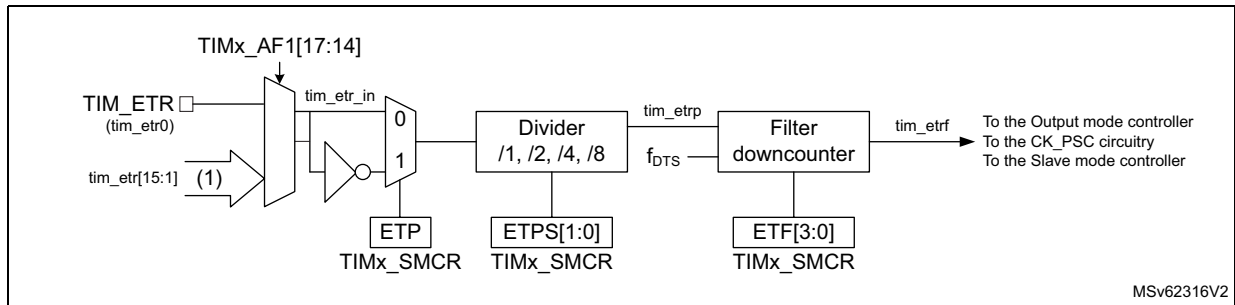 TIMx_AF1[17:14]
TIM_ETR
(tim_etr0)
tim_etr[15:1]
(1)
tim_etr_in
0
1
ETP
TIMx_SMCR
Divider
/1, /2, /4, /8
ETPS[1:0]
TIMx_SMCR
tim_etrp
fDTS
Filter
downcounter
ETF[3:0]
TIMx_SMCR
tim_etrf
To the Output mode controller
To the CK_PSC circuitry
To the Slave mode controller
MSv62316V2